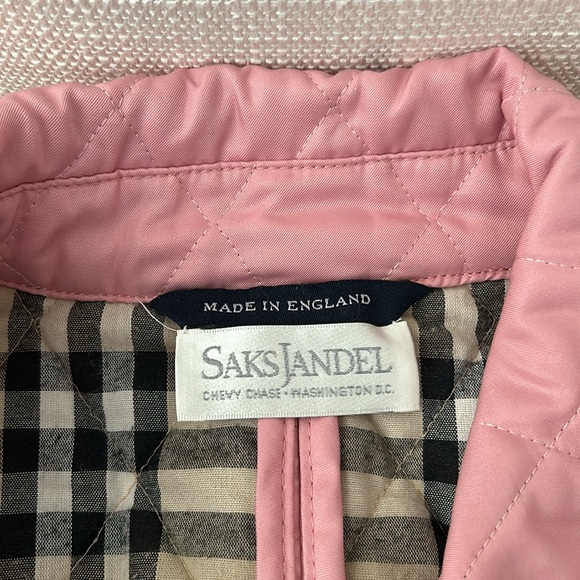 MADE IN ENGLAND
SAKS JANDEL
CHEVY CHASE • WASHINGTON D.C.